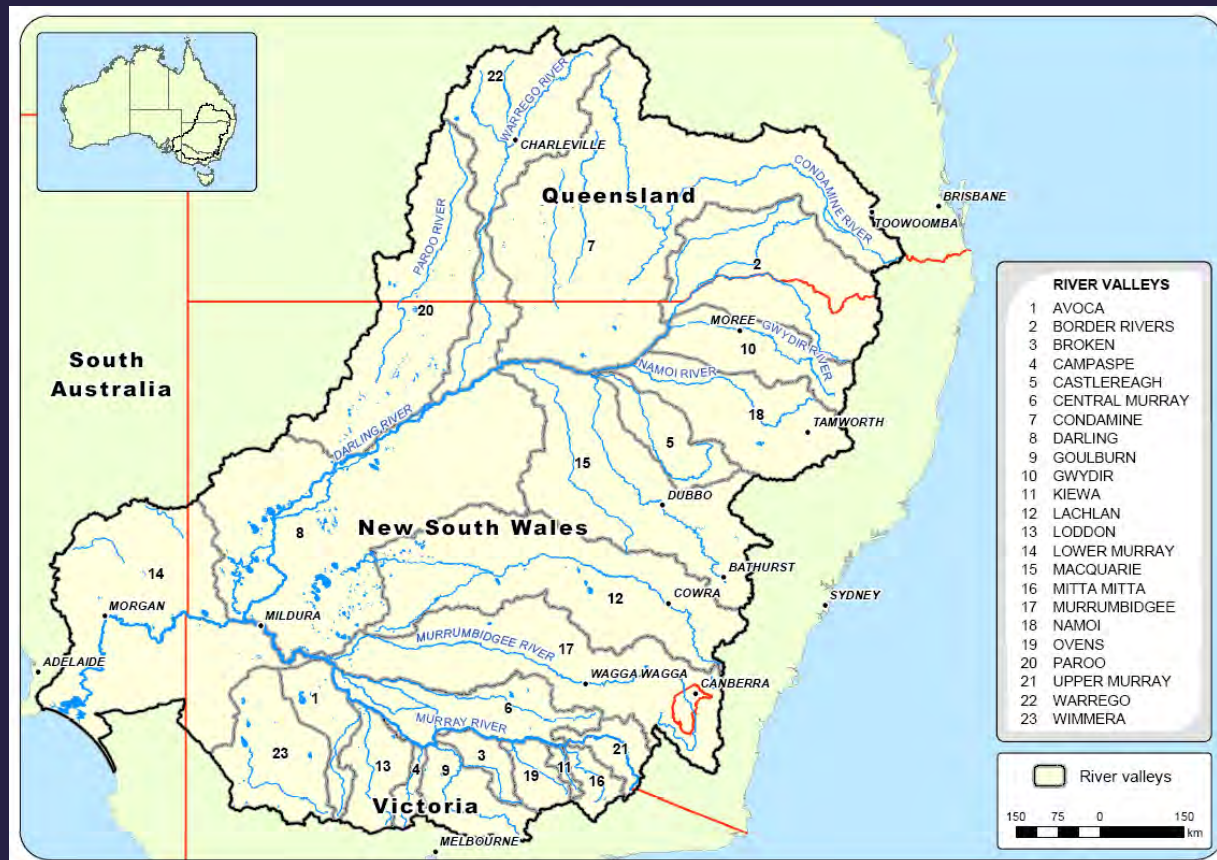 22
WARREGO RIVER
CHARLEVILLE
Queensland
CONDAMINE RIVER
BRISBANE
TOOWOOMBA
PAROO RIVER
7
2
20
MOREE
GWYDIR RIVER
10
South
Australia
NAMOI RIVER
18
TAMWORTH
DARLING RIVER
5
15
DUBBO
New South Wales
8
14
BATHURST
MORGAN
12
COWRA
SYDNEY
MILDURA
MURRUMBIDGEE RIVER
17
ADELAIDE
WAGGA WAGGA
CANBERRA
1
6
MURRAY RIVER
23
13
4
9
3
19
11
16
21
Victoria
MELBOURNE
RIVER VALLEYS
1 AVOCA
2 BORDER RIVERS
3 BROKEN
4 CAMPASPE
5 CASTLEREAGH
6 CENTRAL MURRAY
7 CONDAMINE
8 DARLING
9 GOULBURN
10 GWYDIR
11 KIEWA
12 LACHLAN
13 LODDON
14 LOWER MURRAY
15 MACQUARIE
16 MITTA MITTA
17 MURRUMBIDGEE
18 NAMOI
19 OVENS
20 PAROO
21 UPPER MURRAY
22 WARREGO
23 WIMMERA
River valleys
150 75 0 150
km